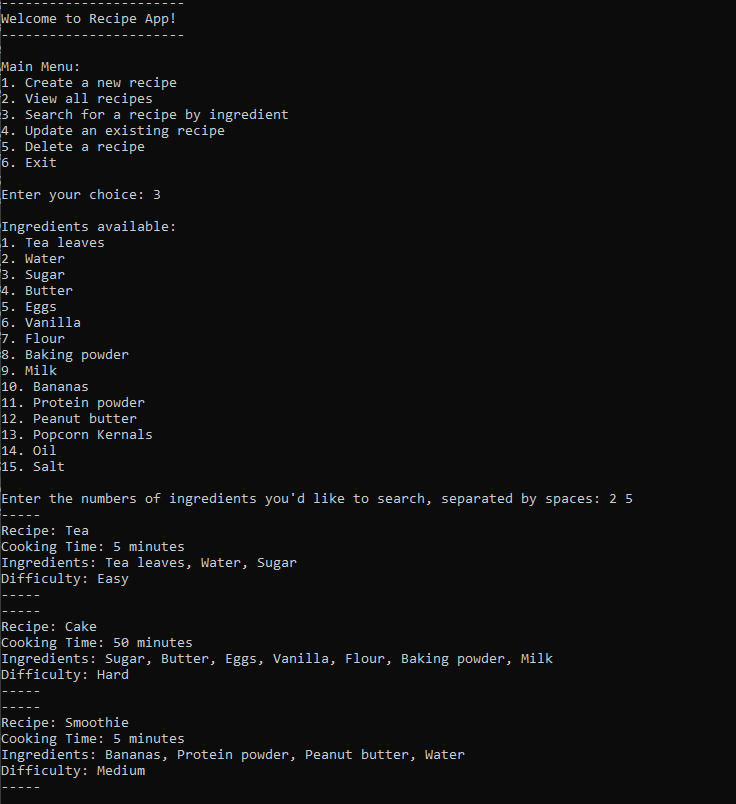 -----------------------
Welcome to Recipe App!
-----------------------
Main Menu:
1. Create a new recipe
2. View all recipes
3. Search for a recipe by ingredient
4. Update an existing recipe
5. Delete a recipe
6. Exit
Enter your choice: 3
Ingredients available:
1. Tea leaves
2. Water
3. Sugar
4. Butter
5. Eggs
6. Vanilla
7. Flour
8. Baking powder
9. Milk
10. Bananas
11. Protein powder
12. Peanut butter
13. Popcorn Kernals
14. Oil
15. Salt
Enter the numbers of ingredients you'd like to search, separated by spaces: 2 5
-----
Recipe: Tea
Cooking Time: 5 minutes
Ingredients: Tea leaves, Water, Sugar
Difficulty: Easy
-----
-----
Recipe: Cake
Cooking Time: 50 minutes
Ingredients: Sugar, Butter, Eggs, Vanilla, Flour, Baking powder, Milk
Difficulty: Hard
-----
-----
Recipe: Smoothie
Cooking Time: 5 minutes
Ingredients: Bananas, Protein powder, Peanut butter, Water
Difficulty: Medium
-----